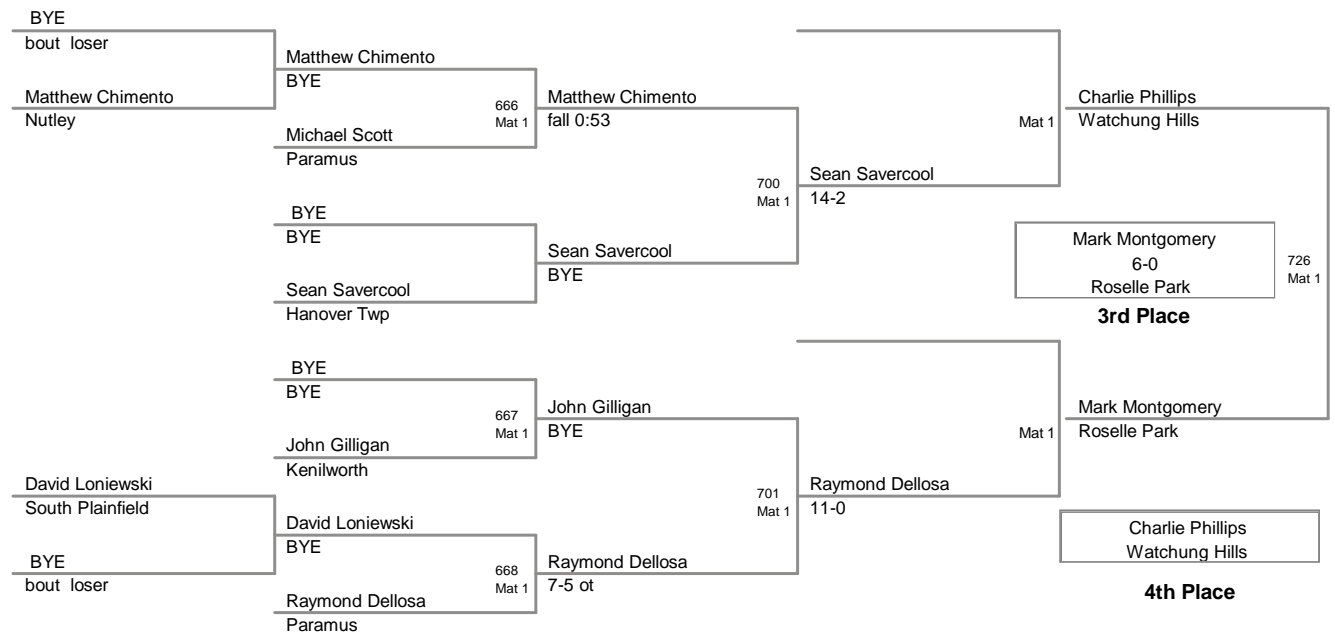 BYE
bout loser
Matthew Chimento
Nutley
Matthew Chimento
BYE
666
Mat 1
Michael Scott
Paramus
Matthew Chimento
fall 0:53
BYE
BYE
Sean Savercool
Hanover Twp
Sean Savercool
BYE
700
Mat 1
Sean Savercool
14-2
Mat 1
Charlie Phillips
Watchung Hills
Mark Montgomery
6-0
Roselle Park
3rd Place
726
Mat 1
BYE
BYE
667
Mat 1
John Gilligan
Kenilworth
John Gilligan
BYE
David Loniewski
South Plainfield
BYE
bout loser
David Loniewski
BYE
668
Mat 1
Raymond Dellosa
Paramus
Raymond Dellosa
7-5 ot
701
Mat 1
Raymond Dellosa
11-0
Mat 1
Mark Montgomery
Roselle Park
Charlie Phillips
Watchung Hills
4th Place